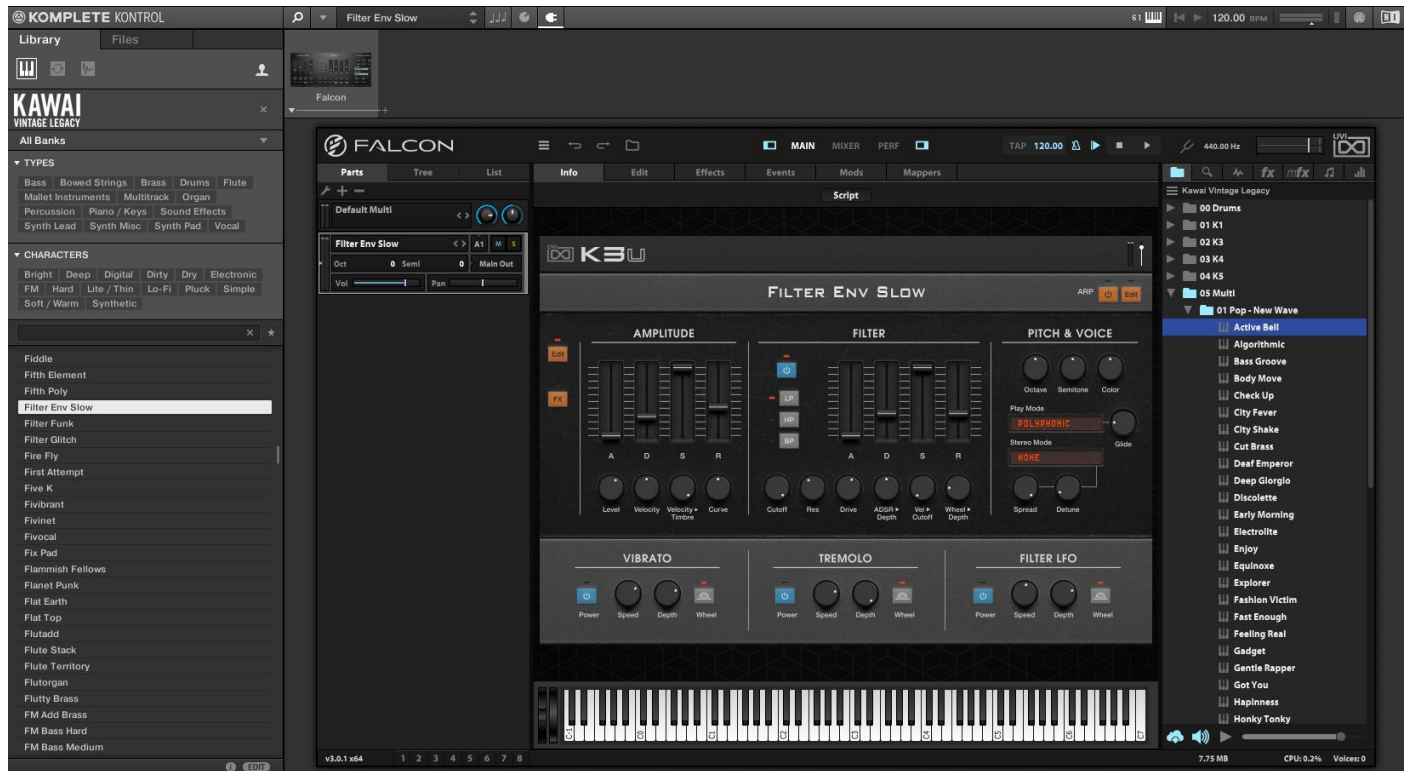 KOMPLETE KONTROL
Filter Env Slow
61
120.00 BPM
Library Files
KAWAI
VINTAGE LEGACY
All Banks
TYPES
Bass Bowed Strings Brass Drums Flute
Mallet Instruments Multitrack Organ
Percussion Piano / Keys Sound Effects
Synth Lead Synth Misc Synth Pad Vocal
CHARACTERS
Bright Deep Digital Dirty Dry Electronic
FM Hard Lite / Thin Lo-Fi Pluck Simple
Soft / Warm Synthetic
Fiddle
Fifth Element
Fifth Poly
Filter Env Slow
Filter Funk
Filter Glitch
Fire Fly
First Attempt
Five K
Fivibrant
Fivinet
Fivocal
Fix Pad
Flammish Fellows
Flanet Punk
Flat Earth
Flat Top
Flutadd
Flute Stack
Flute Territory
Flutorgan
Flutty Brass
FM Add Brass
FM Bass Hard
FM Bass Medium
EDIT
Falcon
FALCON
MAIN MIXER PERF
TAP 120.00
440.00 Hz
UVI
Parts Tree List
Default Multi
Filter Env Slow A1 M S
Oct 0 Semi 0 Main Out
Vol Pan
Info Edit Effects Events Mods Mappers
Script
UVI K3U
FILTER ENV SLOW
ARP Edit
AMPLITUDE FILTER PITCH & VOICE
Edit
FX
LP
HP
BP
A D S R
A D S R
Octave Semitone Color
Play Mode
POLYPHONIC
Stereo Mode
NONE
Glide
Level Velocity Velocity ▸ Timbre Curve
Cutoff Res Drive ADSR ▸ Depth Vel ▸ Cutoff Wheel ▸ Depth
Spread Detune
VIBRATO TREMOLO FILTER LFO
Power Speed Depth Wheel
Power Speed Depth Wheel
Power Speed Depth Wheel
C-1 C0 C1 C2 C3 C4 C5 C6 C7
fx mfx
Kawai Vintage Legacy
00 Drums
01 K1
02 K3
03 K4
04 K5
05 Multi
01 Pop - New Wave
Active Bell
Algorithmic
Bass Groove
Body Move
Check Up
City Fever
City Shake
Cut Brass
Deaf Emperor
Deep Giorgio
Discolette
Early Morning
Electrolite
Enjoy
Equinoxe
Explorer
Fashion Victim
Fast Enough
Feeling Real
Gadget
Gentle Rapper
Got You
Hapinness
Honky Tonky
v3.0.1 x64 1 2 3 4 5 6 7 8
7.75 MB CPU: 0.2% Voices: 0